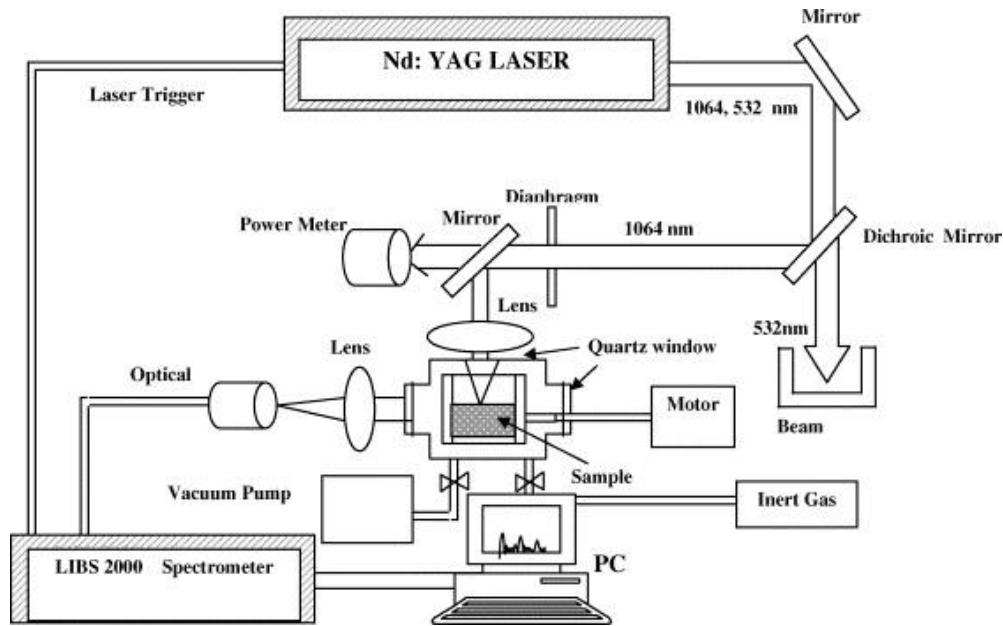 Mirror
Nd: YAG LASER
Laser Trigger
1064, 532 nm
Diaphragm
Mirror
Power Meter
1064 nm
Dichroic Mirror
Lens
532nm
Quartz window
Lens
Optical
Motor
Beam
Sample
Vacuum Pump
Inert Gas
PC
LIBS 2000 Spectrometer